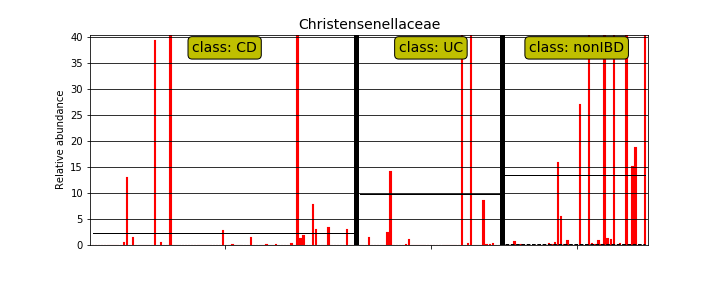 Christensenellaceae
class: CD
class: UC
class: nonIBD
Relative abundance
40
35
30
25
20
15
10
5
0